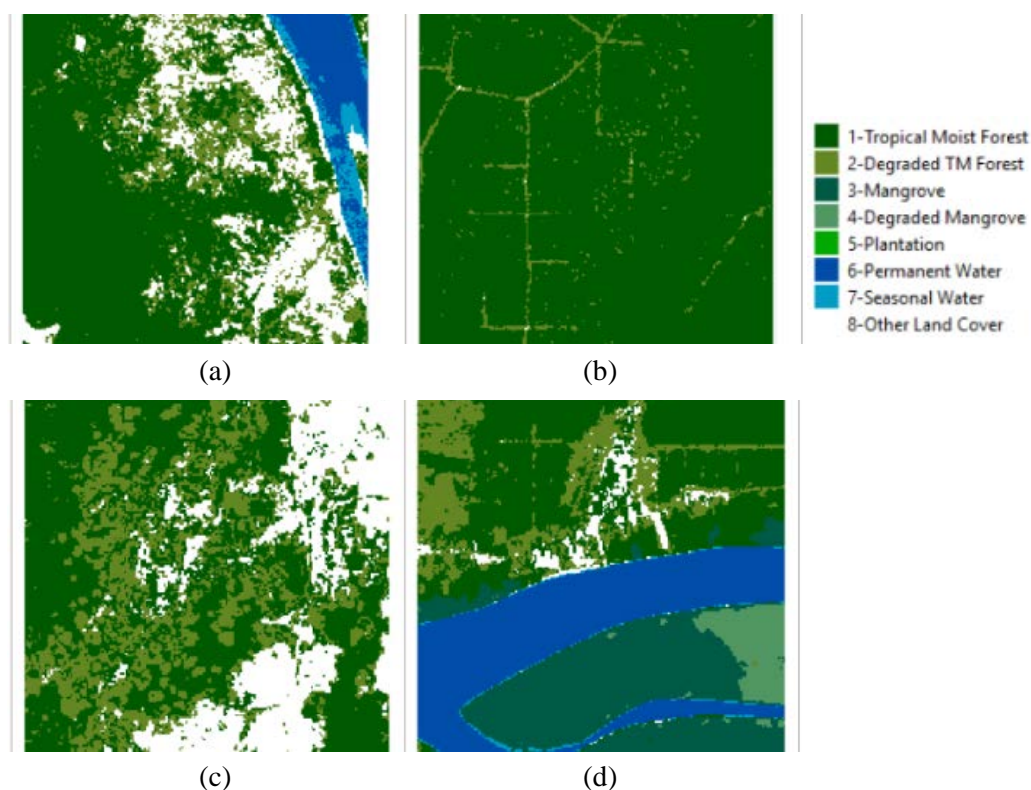 1-Tropical Moist Forest
2-Degraded TM Forest
3-Mangrove
4-Degraded Mangrove
5-Plantation
6-Permanent Water
7-Seasonal Water
8-Other Land Cover
(a)
(b)
(c)
(d)